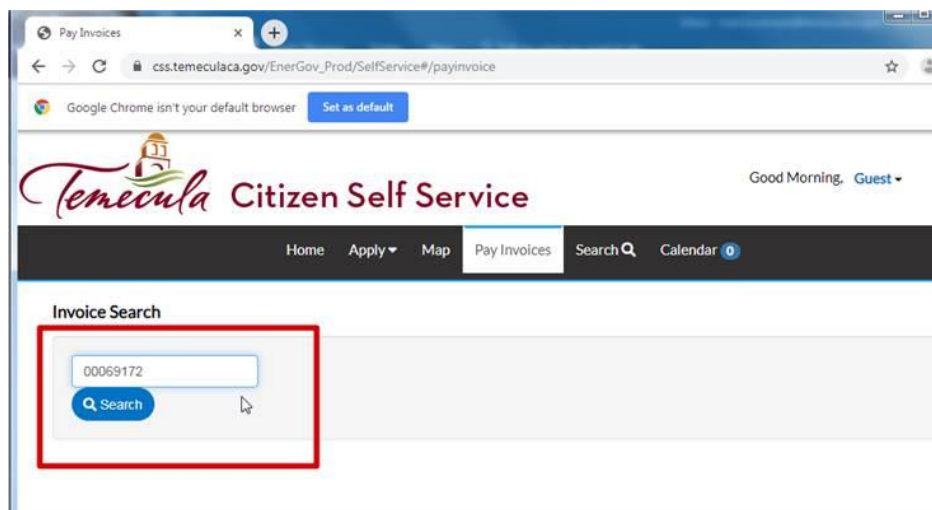 Pay Invoices
css.temeculaca.gov/EnerGov_Prod/SelfService#/payinvoice
Google Chrome isn't your default browser Set as default
Temecula Citizen Self Service
Good Morning, Guest
Home Apply Map Pay Invoices Search Calendar 0
Invoice Search
00069172
Search